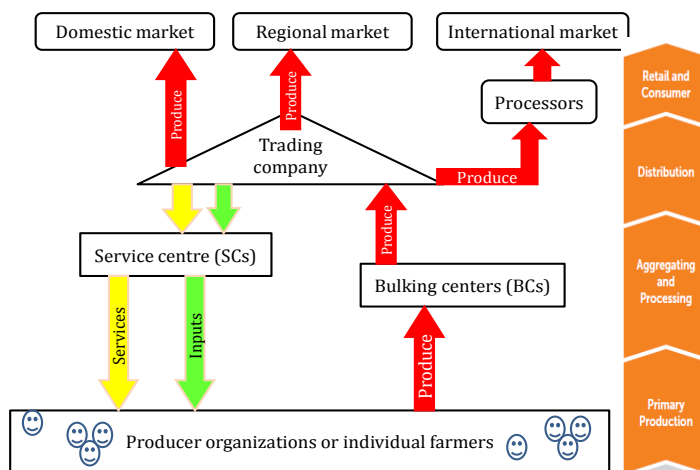 Domestic market
Regional market
International market
Retail and
Consumer
Produce
Produce
Processors
Trading
company
Produce
Distribution
Produce
Service centre (SCs)
Bulking centers (BCs)
Aggregating
and
Processing
Services
Inputs
Produce
Primary
Production
Producer organizations or individual farmers